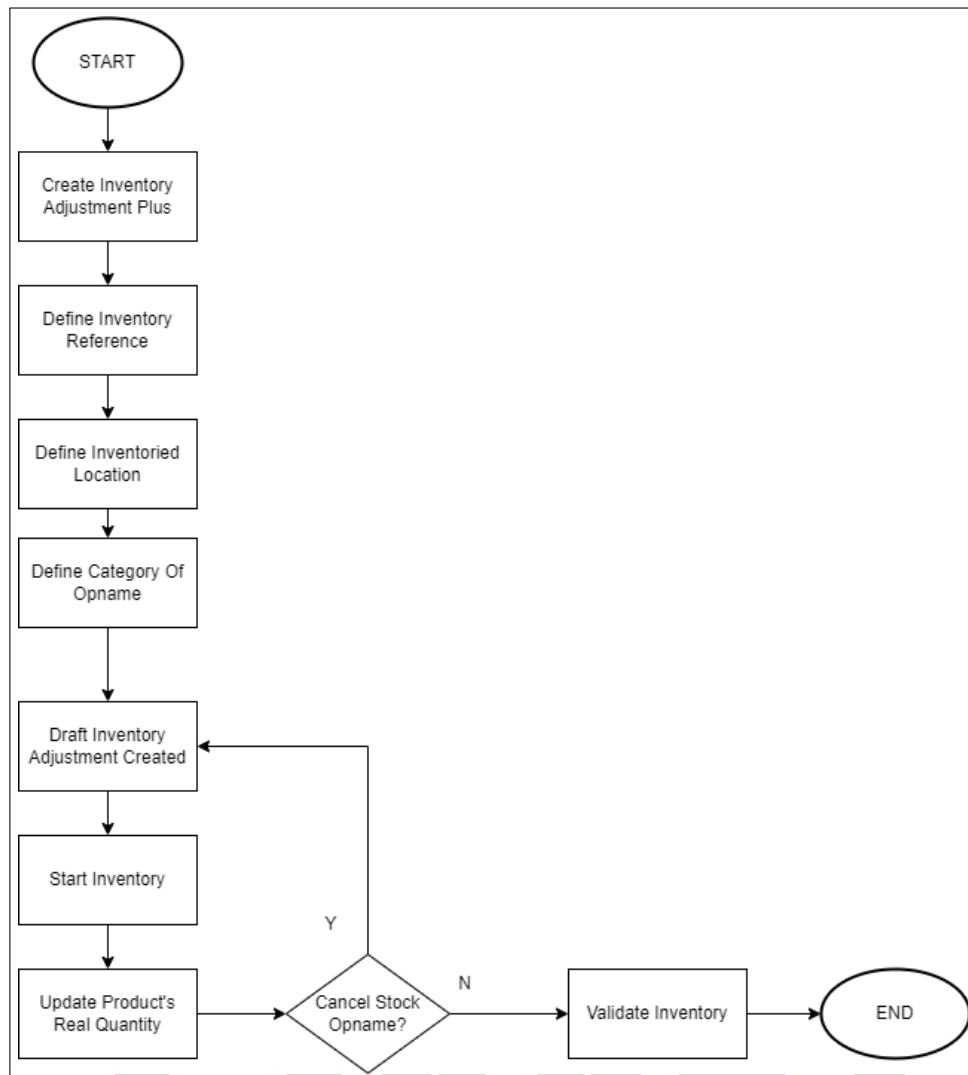 START
Create Inventory
Adjustment Plus
Define Inventory
Reference
Define Inventoried
Location
Define Category Of
Opname
Draft Inventory
Adjustment Created
Start Inventory
Y
Update Product's
Real Quantity
Cancel Stock
Opname?
N
Validate Inventory
END